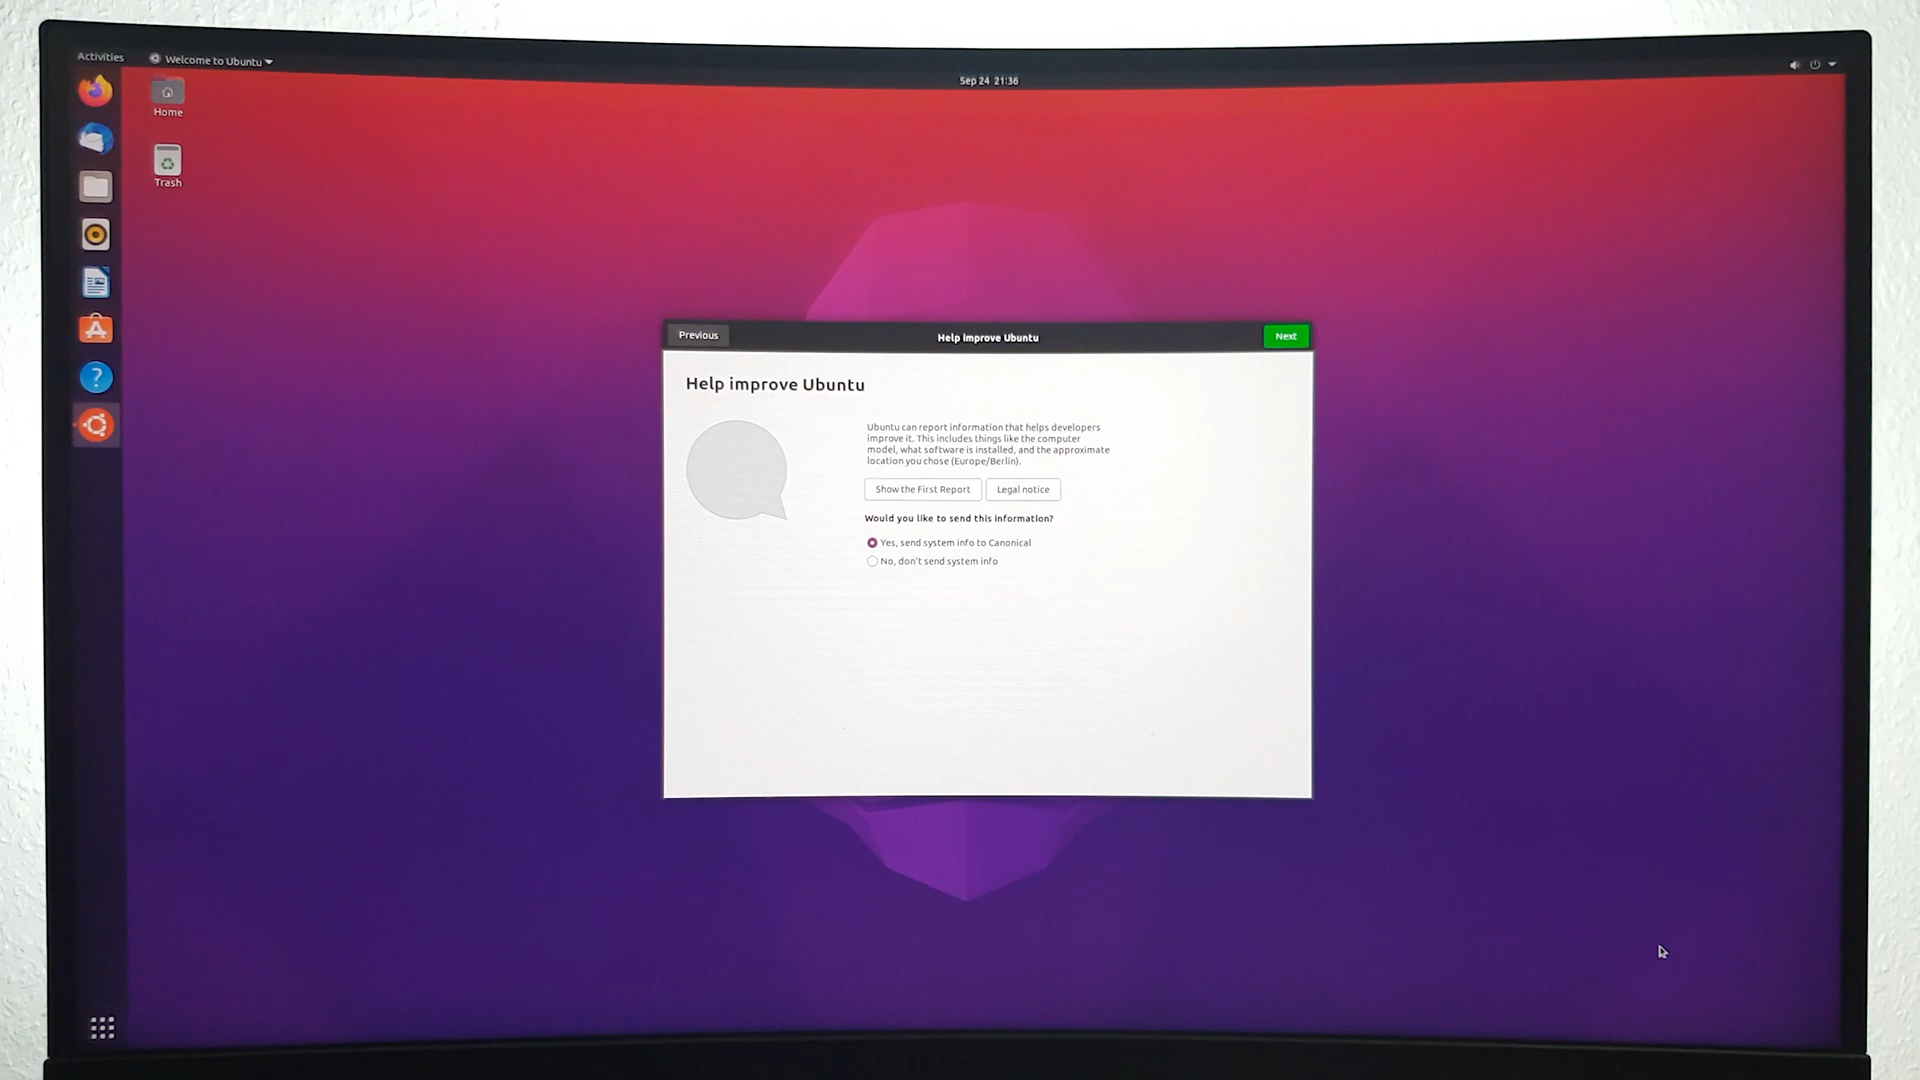 Activities
Welcome to Ubuntu
Sep 24 21:36
Home
Trash
Previous
Help Improve Ubuntu
Next
Help improve Ubuntu
Ubuntu can report information that helps developers
improve it. This includes things like the computer
model, what software is installed, and the approximate
location you chose (Europe/Berlin).
Show the First Report
Legal notice
Would you like to send this information?
Yes, send system info to Canonical
No, don't send system info